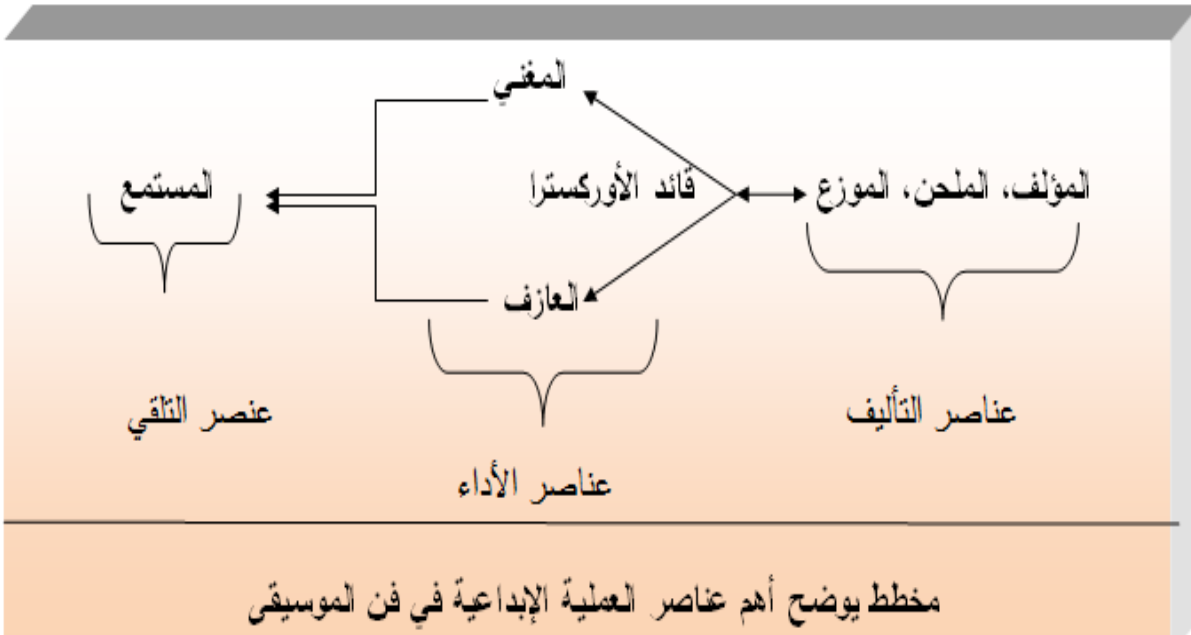 المغني
المؤلف، الملحن، الموزع
قائد الأوركسترا
المستمع
العازف
عناصر التأليف
عنصر التلقي
عناصر الأداء
مخطط يوضح أهم عناصر العملية الإبداعية في فن الموسيقى